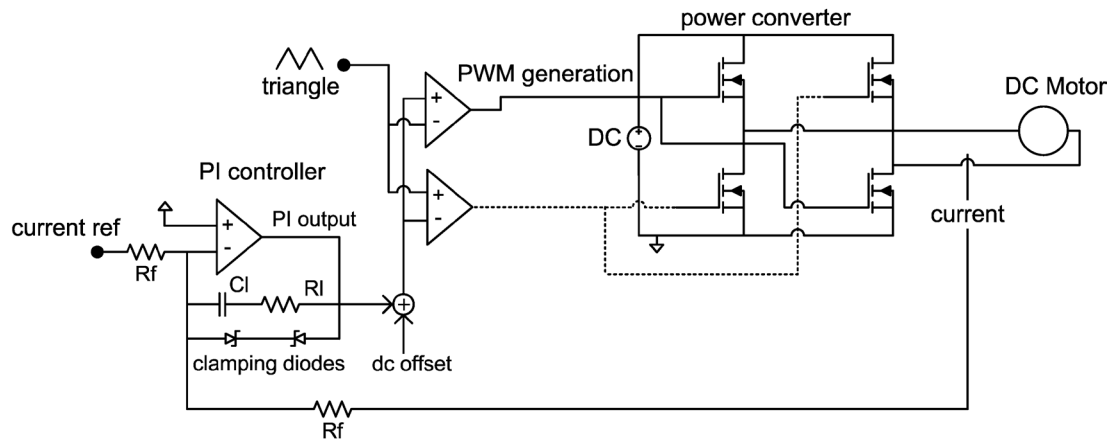 power converter
triangle
PWM generation
DC Motor
+
-
DC
PI controller
current ref
PI output
+
-
+
-
current
Rf
CI
RI
+
clamping diodes
dc offset
Rf